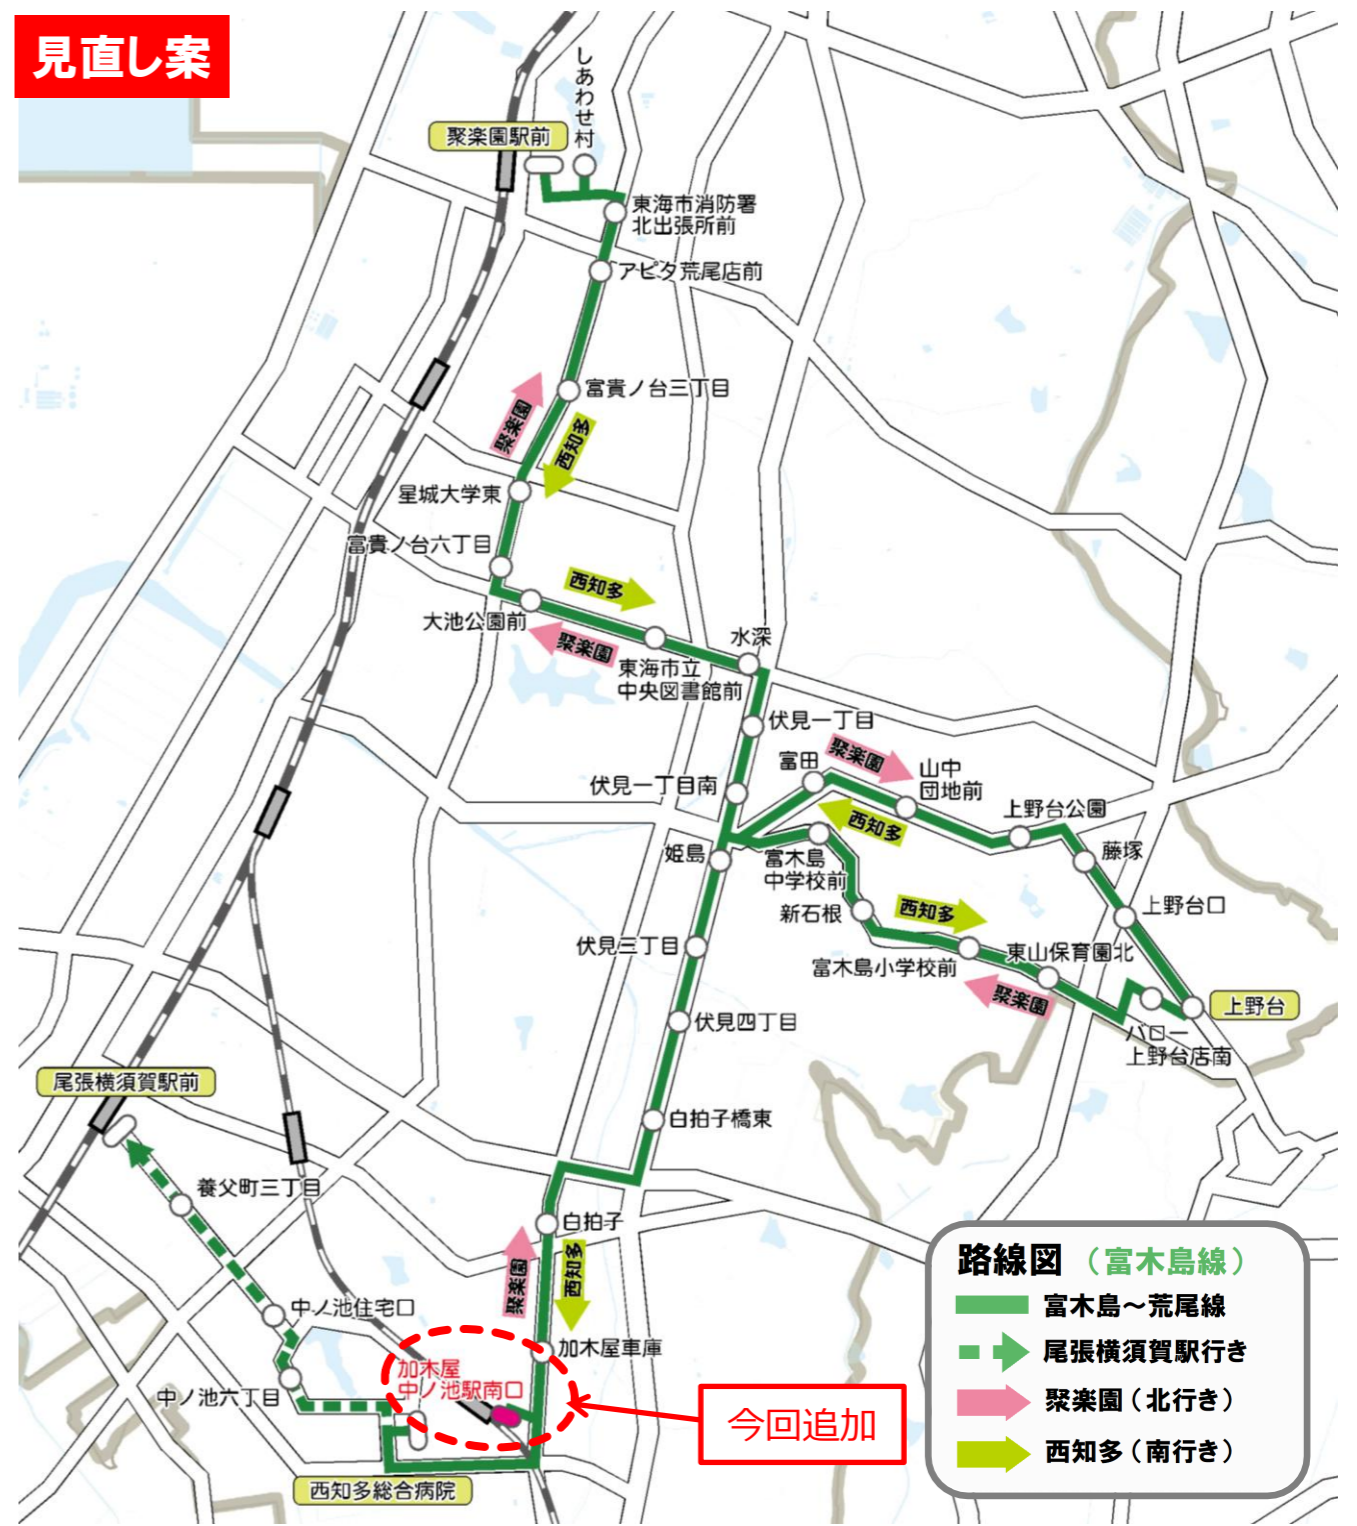 見直し案
しあわせ村
聚楽園駅前
東海市消防署
北出張所前
アピタ荒尾店前
富貴ノ台三丁目
聚楽園
西知多
星城大学東
富貴ノ台六丁目
西知多
大池公園前
聚楽園
水深
東海市立
中央図書館前
伏見一丁目
聚楽園
富田
山中
団地前
伏見一丁目南
上野台公園
西知多
姫島
富木島
中学校前
藤塚
新石根
西知多
上野台口
伏見三丁目
富木島小学校前
東山保育園北
聚楽園
上野台
伏見四丁目
バロー
上野台店南
尾張横須賀駅前
白拍子橋東
養父町三丁目
白拍子
聚楽園
西知多
中ノ池住宅口
加木屋車庫
加木屋
中ノ池駅南口
中ノ池六丁目
今回追加
西知多総合病院
路線図（富木島線）
富木島～荒尾線
尾張横須賀駅行き
聚楽園（北行き）
西知多（南行き）